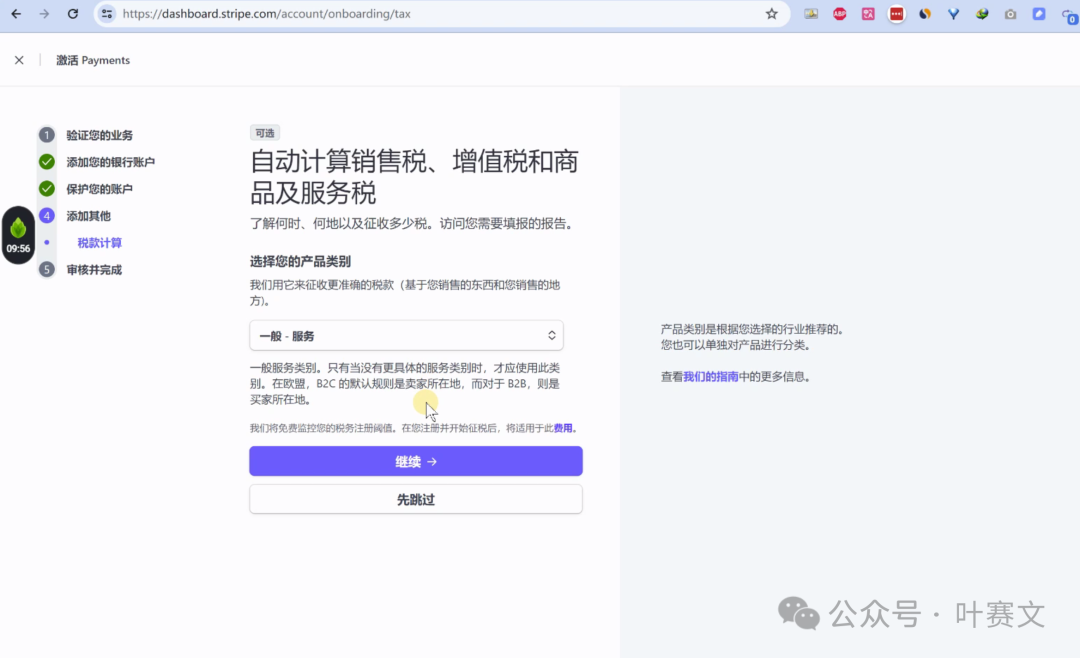 https://dashboard.stripe.com/account/onboarding/tax
ABP
0
激活 Payments
1 验证您的业务
添加您的银行账户
保护您的账户
4 添加其他
税款计算
5 审核并完成
09:56
可选
自动计算销售税、增值税和商
品及服务税
了解何时、何地以及征收多少税。访问您需要填报的报告。
选择您的产品类别
我们用它来征收更准确的税款（基于您销售的东西和您销售的地
方)。
一般 - 服务
一般服务类别。只有当没有更具体的服务类别时，才应使用此类
别。在欧盟，B2C 的默认规则是卖家所在地，而对于 B2B，则是
买家所在地。
我们将免费监控您的税务注册阈值。在您注册并开始征税后，将适用于此费用。
继续 →
先跳过
产品类别是根据您选择的行业推荐的。
您也可以单独对产品进行分类。
查看我们的指南中的更多信息。
公众号 · 叶赛文